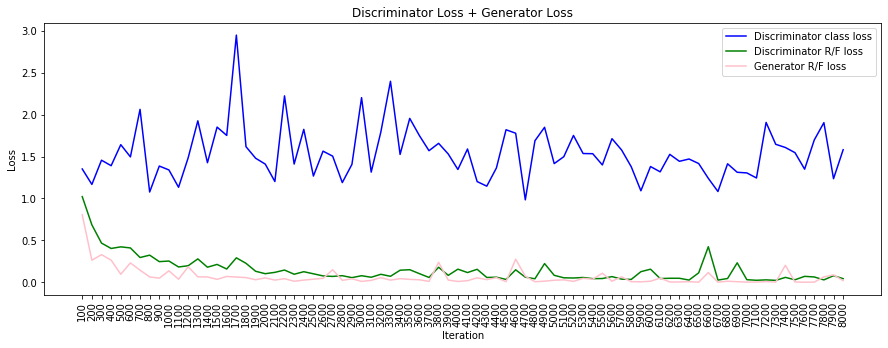 Discriminator Loss + Generator Loss
Discriminator class loss
Discriminator R/F loss
Generator R/F loss
3.0
2.5
2.0
1.5
1.0
0.5
0.0
Loss
100 200 300 400 500 600 700 800 900 1000 1100 1200 1300 1400 1500 1600 1700 1800 1900 2000 2100 2200 2300 2400 2500 2600 2700 2800 2900 3000 3100 3200 3300 3400 3500 3600 3700 3800 3900 4000 4100 4200 4300 4400 4500 4600 4700 4800 4900 5000 5100 5200 5300 5400 5500 5600 5700 5800 5900 6000 6100 6200 6300 6400 6500 6600 6700 6800 6900 7000 7100 7200 7300 7400 7500 7600 7700 7800 7900 8000
Iteration